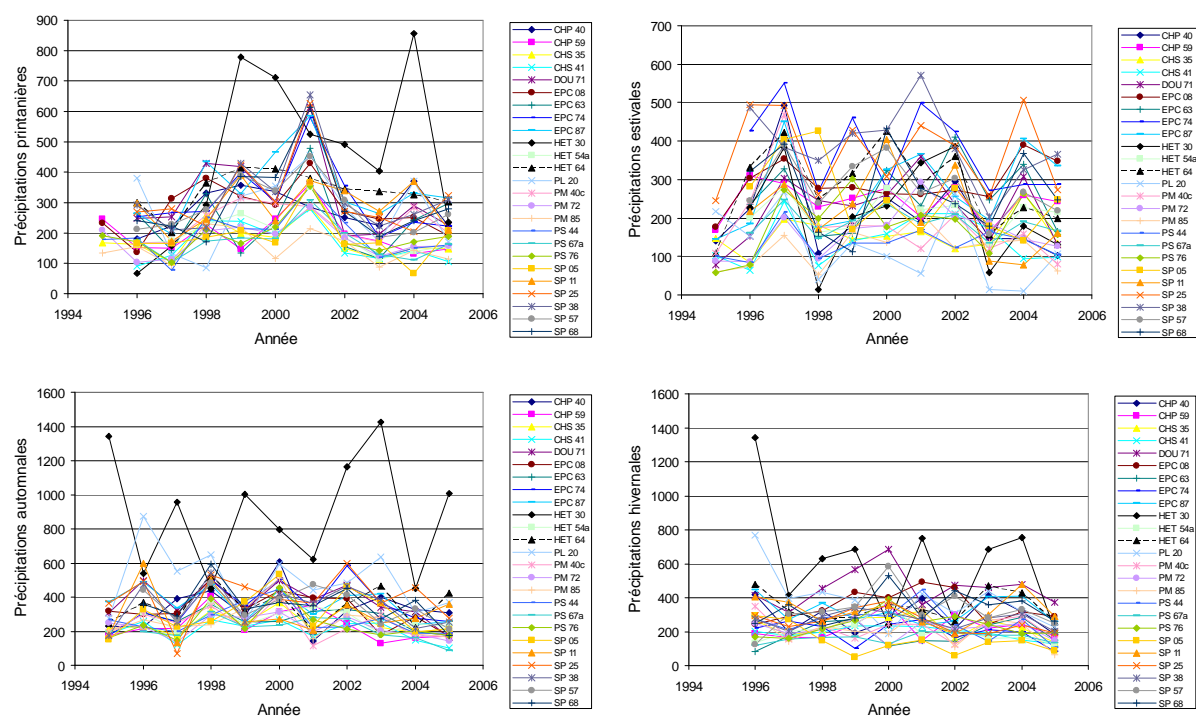 Précipitations printanières
900
800
700
600
500
400
300
200
100
0
1994
1996
1998
2000
2002
2004
2006
Année
CHP 40
CHP 59
CHS 35
CHS 41
DOU 71
EPC 08
EPC 63
EPC 74
EPC 87
HET 30
HET 54a
HET 64
PL 20
PM 40c
PM 72
PM 85
PS 44
PS 67a
PS 76
SP 05
SP 11
SP 25
SP 38
SP 57
SP 68
Précipitations estivales
700
600
500
400
300
200
100
0
1994
1996
1998
2000
2002
2004
2006
Année
CHP 40
CHP 59
CHS 35
CHS 41
DOU 71
EPC 08
EPC 63
EPC 74
EPC 87
HET 30
HET 54a
HET 64
PL 20
PM 40c
PM 72
PM 85
PS 44
PS 67a
PS 76
SP 05
SP 11
SP 25
SP 38
SP 57
SP 68
Précipitations automnales
1600
1400
1200
1000
800
600
400
200
0
1994
1996
1998
2000
2002
2004
2006
Année
CHP 40
CHP 59
CHS 35
CHS 41
DOU 71
EPC 08
EPC 63
EPC 74
EPC 87
HET 30
HET 54a
HET 64
PL 20
PM 40c
PM 72
PM 85
PS 44
PS 67a
PS 76
SP 05
SP 11
SP 25
SP 38
SP 57
SP 68
Précipitations hivernales
1600
1400
1200
1000
800
600
400
200
0
1994
1996
1998
2000
2002
2004
2006
Année
CHP 40
CHP 59
CHS 35
CHS 41
DOU 71
EPC 08
EPC 63
EPC 74
EPC 87
HET 30
HET 54a
HET 64
PL 20
PM 40c
PM 72
PM 85
PS 44
PS 67a
PS 76
SP 05
SP 11
SP 25
SP 38
SP 57
SP 68